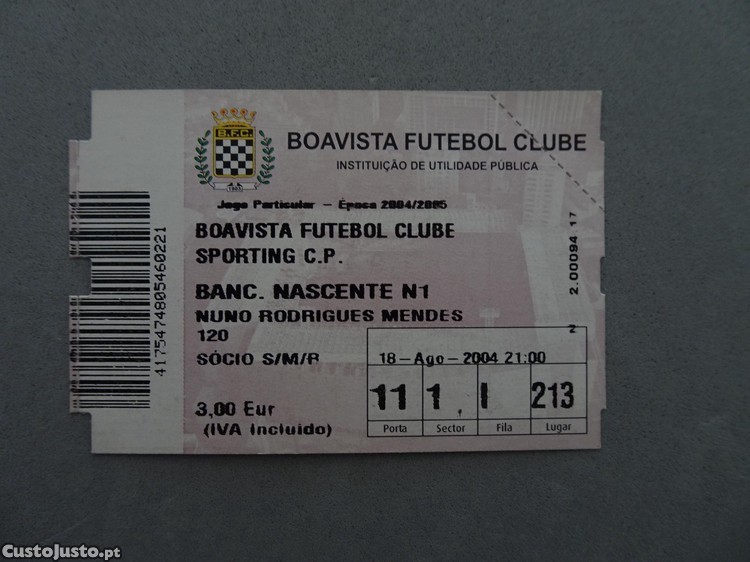 B.F.C.
1903
BOAVISTA FUTEBOL CLUBE
INSTITUIÇÃO DE UTILIDADE PÚBLICA
Jogo Particular - Época 2004/2005
BOAVISTA FUTEBOL CLUBE
SPORTING C.P.
BANC. NASCENTE N1
NUNO RODRIGUES MENDES
120
SÓCIO S/M/R
3,00 Eur
(IVA Incluído)
2
18-Ago-2004 21:00
11 1 I 213
Porta Sector Fila Lugar
2.00094 17
4175474805460221
CustoJusto.pt